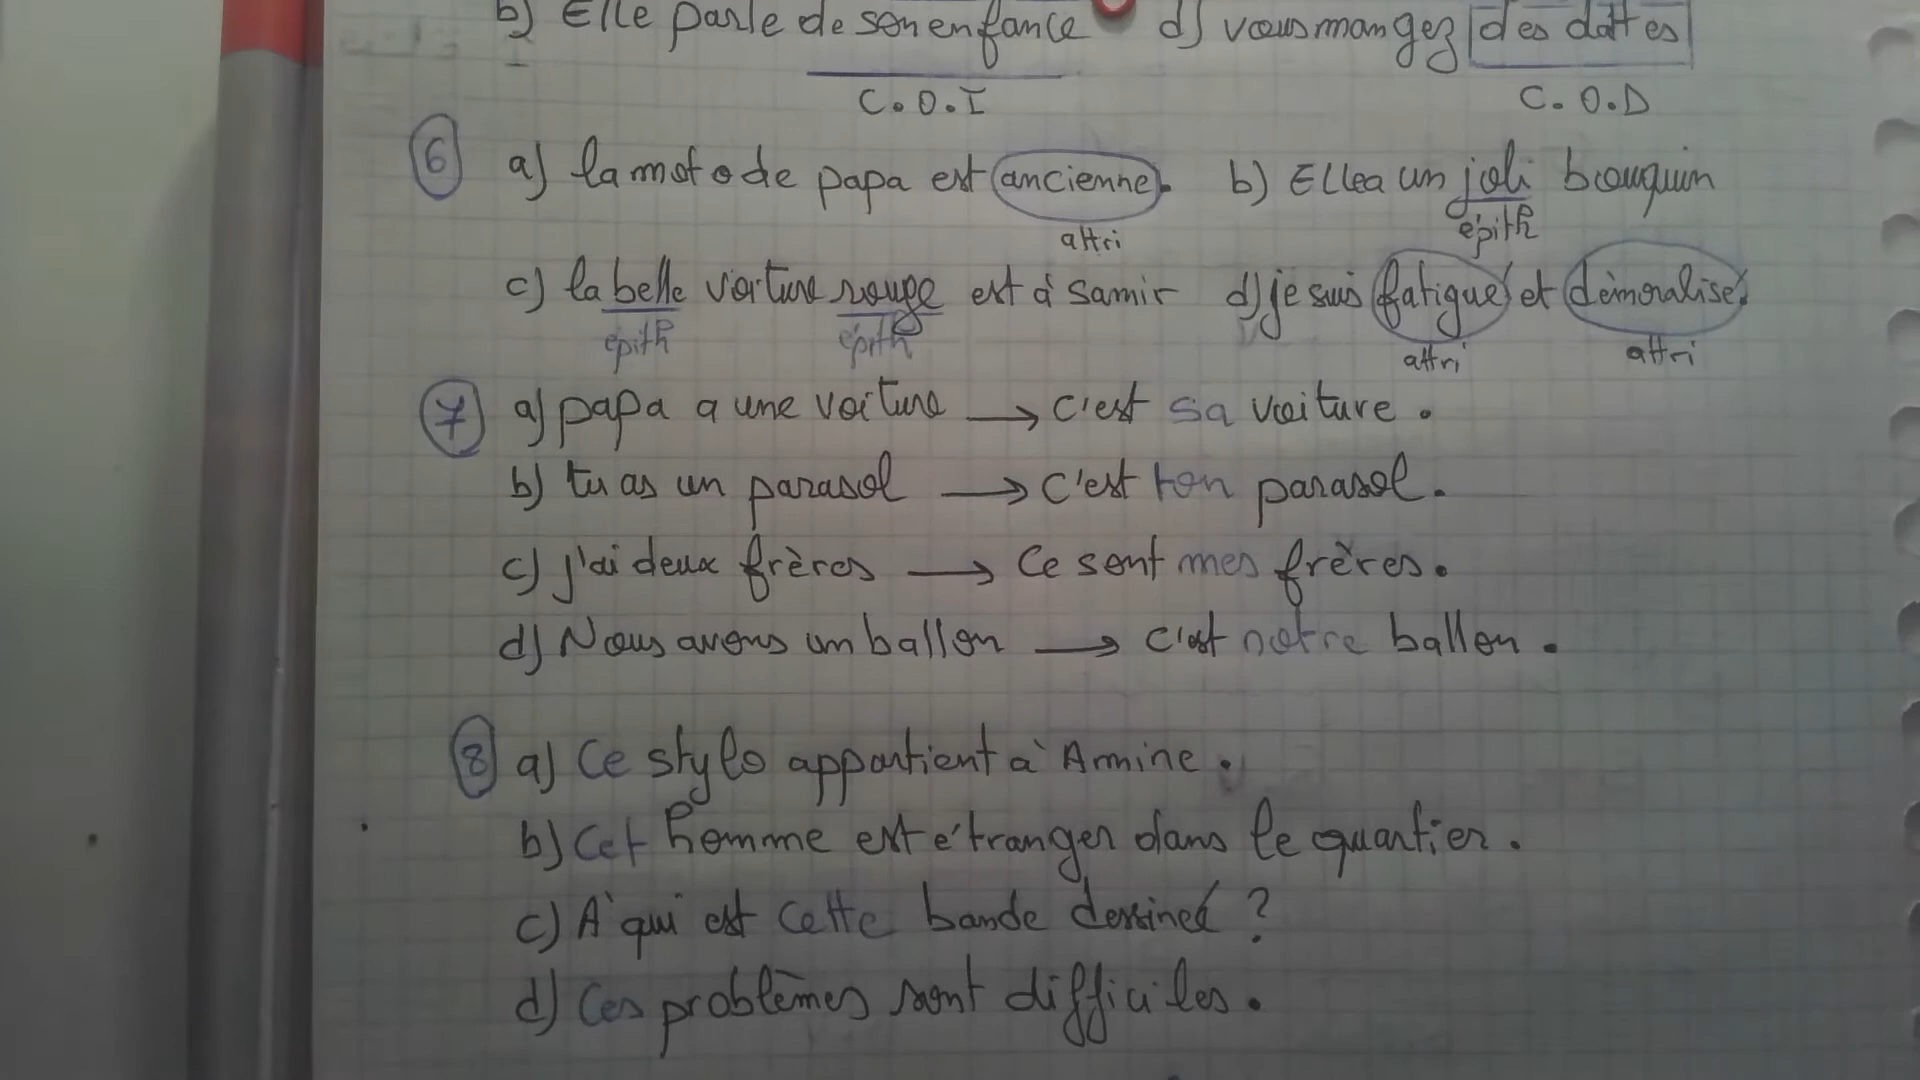 b) Elle parle de son enfance d) vous mangez des dattes
C.O.I C.O.D
6 a) la moto de papa est ancienne. b) Elle a un joli bouquin
attri épith
c) la belle voiture rouge est à samir d) je suis fatigué et démoralisé.
épith épith attri attri
7 a) papa a une voiture → c'est sa voiture.
b) tu as un parasol → c'est ton parasol.
c) j'ai deux frères → Ce sont mes frères.
d) Nous avons un ballon → c'est notre ballon.
8 a) Ce stylo appartient à Amine.
b) Cet homme est étranger dans le quartier.
c) A qui est cette bande dessineé ?
d) Ces problèmes sont difficiles.